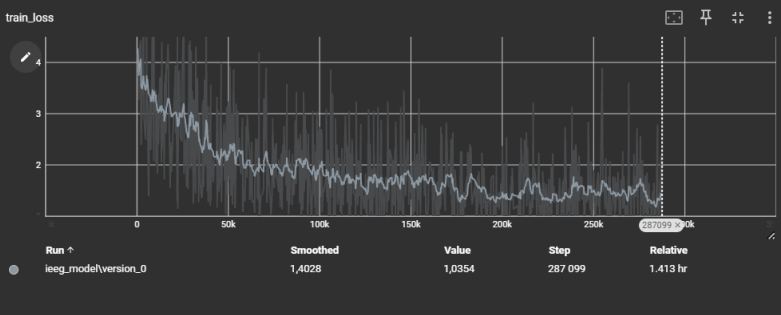 train_loss
4
3
2
0 50k 100k 150k 200k 250k 287099 0k
Run ↑ Smoothed Value Step Relative
ieeg_model\version_0 1,4028 1,0354 287 099 1.413 hr